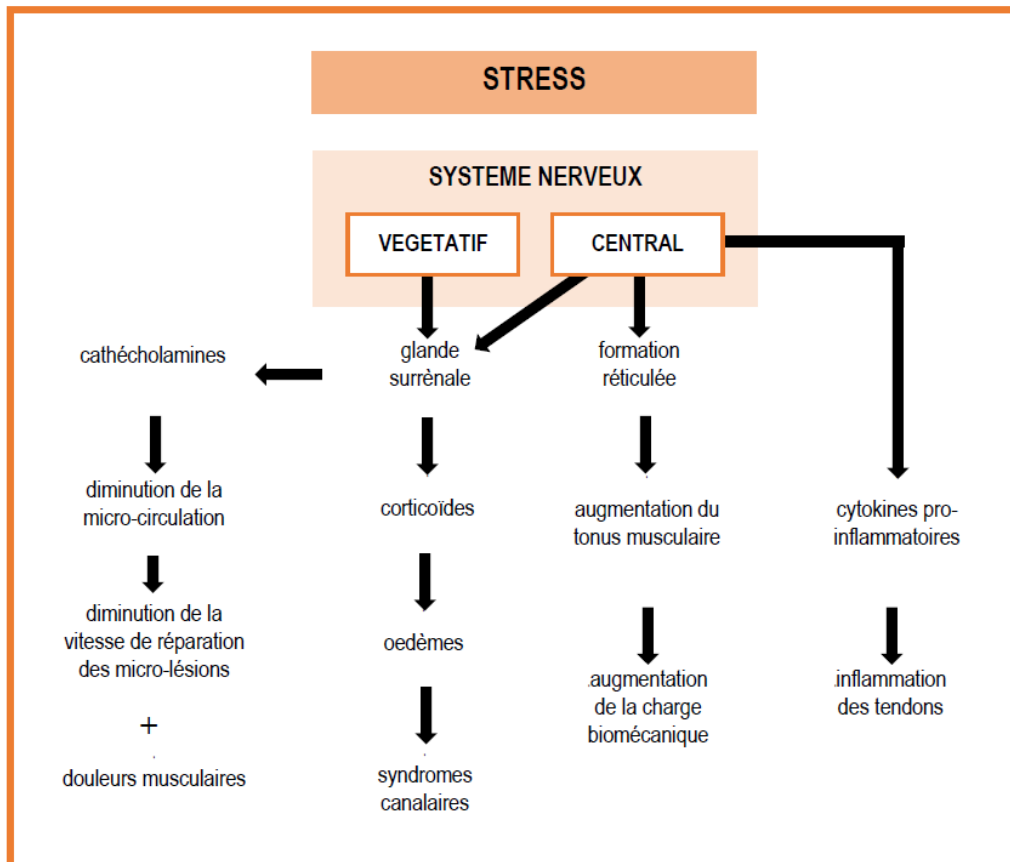 STRESS
SYSTEME NERVEUX
VEGETATIF
CENTRAL
cathécholamines
glande
surrènale
formation
réticulée
diminution de la
micro-circulation
corticoïdes
augmentation du
tonus musculaire
cytokines pro-
inflammatoires
diminution de la
vitesse de réparation
des micro-lésions
oedèmes
.augmentation
de la charge
biomécanique
.inflammation
des tendons
+
douleurs musculaires
syndromes
canalaires